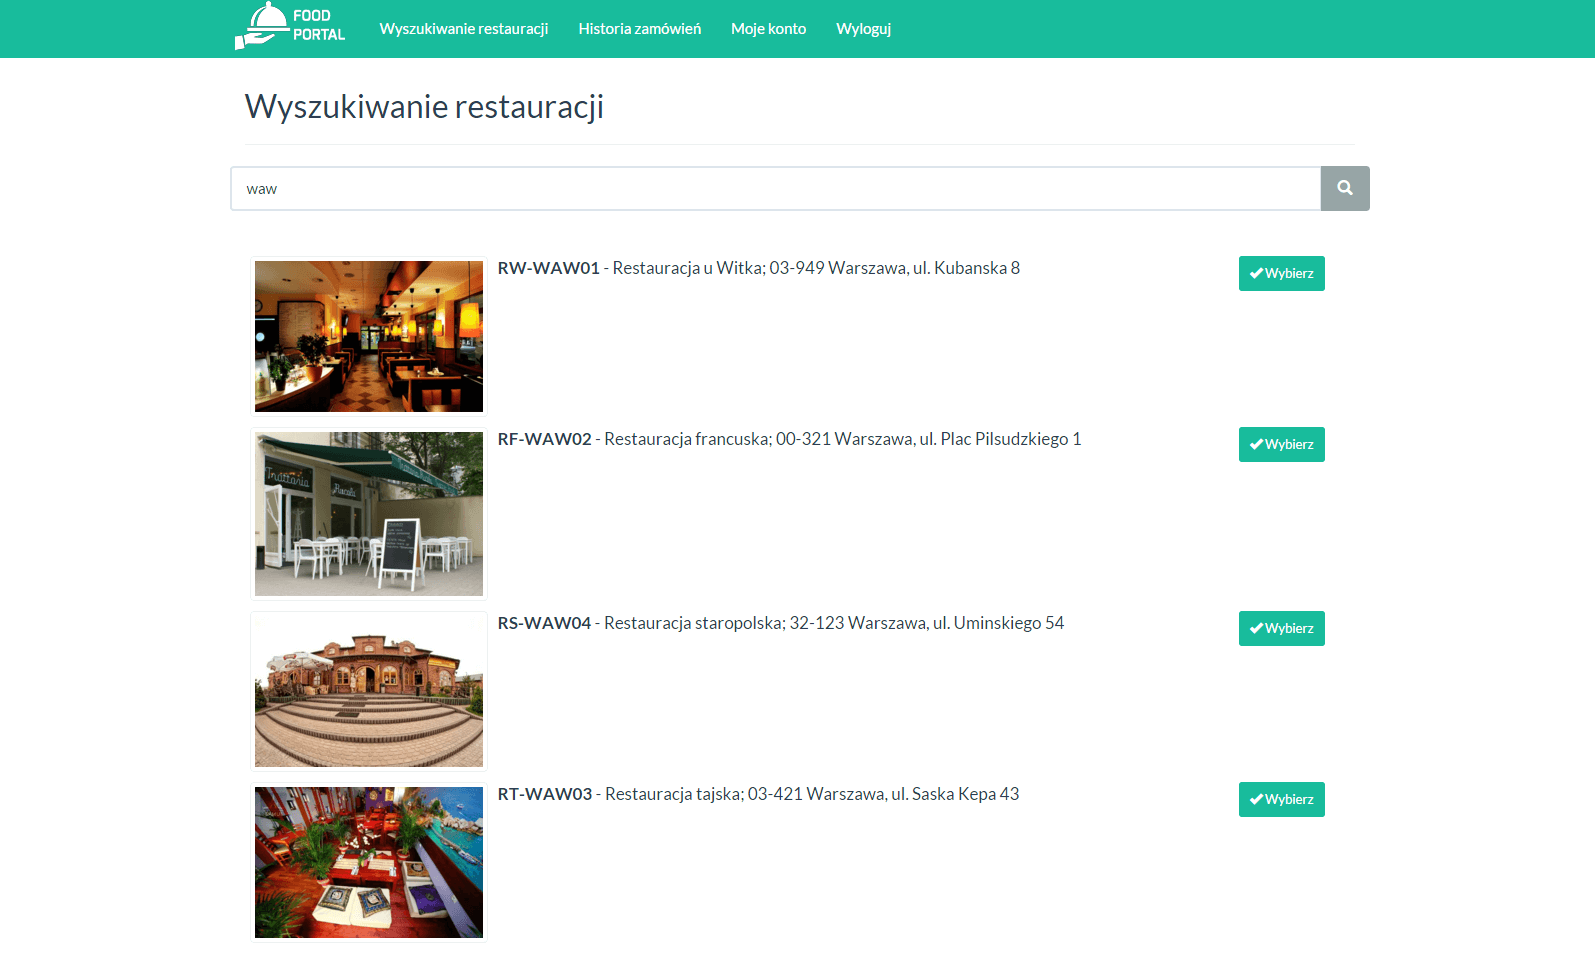 FOOD
PORTAL
Wyszukiwanie restauracji
Historia zamówień
Moje konto
Wyloguj
Wyszukiwanie restauracji
waw
RW-WAW01 - Restauracja u Witka; 03-949 Warszawa, ul. Kubanska 8
Wybierz
RF-WAW02 - Restauracja francuska; 00-321 Warszawa, ul. Plac Pilsudzkiego 1
Wybierz
Trattoria
RS-WAW04 - Restauracja staropolska; 32-123 Warszawa, ul. Uminskiego 54
Wybierz
RT-WAW03 - Restauracja tajska; 03-421 Warszawa, ul. Saska Kepa 43
Wybierz